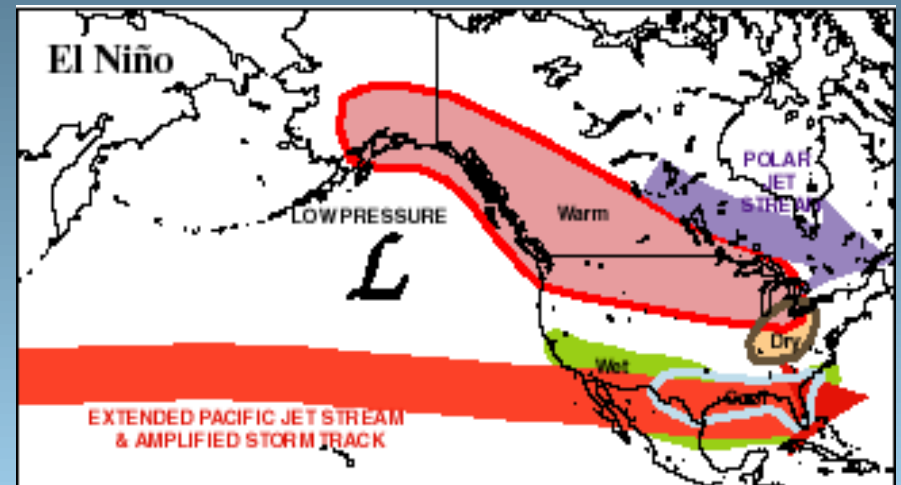 El Niño
POLAR
JET
STREAM
LOW PRESSURE
Warm
L
Dry
Wet
Cool
EXTENDED PACIFIC JET STREAM
& AMPLIFIED STORM TRACK